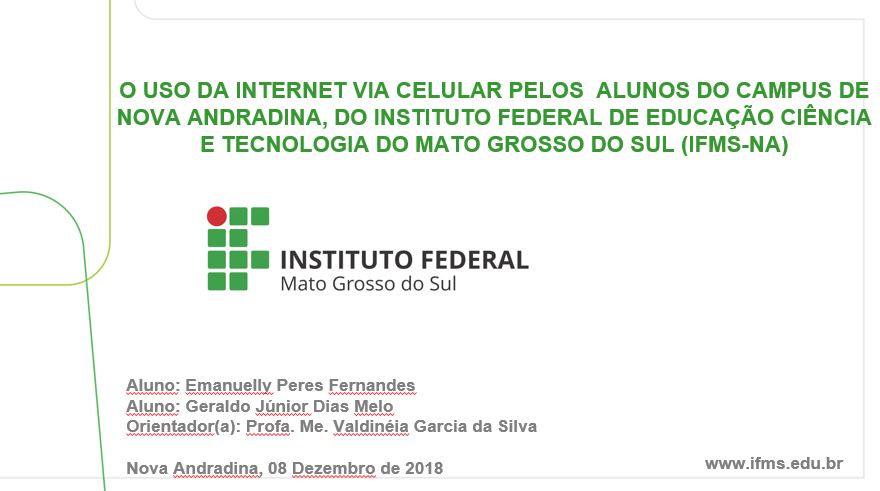 O USO DA INTERNET VIA CELULAR PELOS  ALUNOS DO CAMPUS DE
NOVA ANDRADINA, DO INSTITUTO FEDERAL DE EDUCAÇÃO CIÊNCIA
E TECNOLOGIA DO MATO GROSSO DO SUL (IFMS-NA)
INSTITUTO FEDERAL
Mato Grosso do Sul
Aluno: Emanuelly Peres Fernandes
Aluno: Geraldo Júnior Dias Melo
Orientador(a): Profa. Me. Valdinéia Garcia da Silva
Nova Andradina, 08 Dezembro de 2018
www.ifms.edu.br